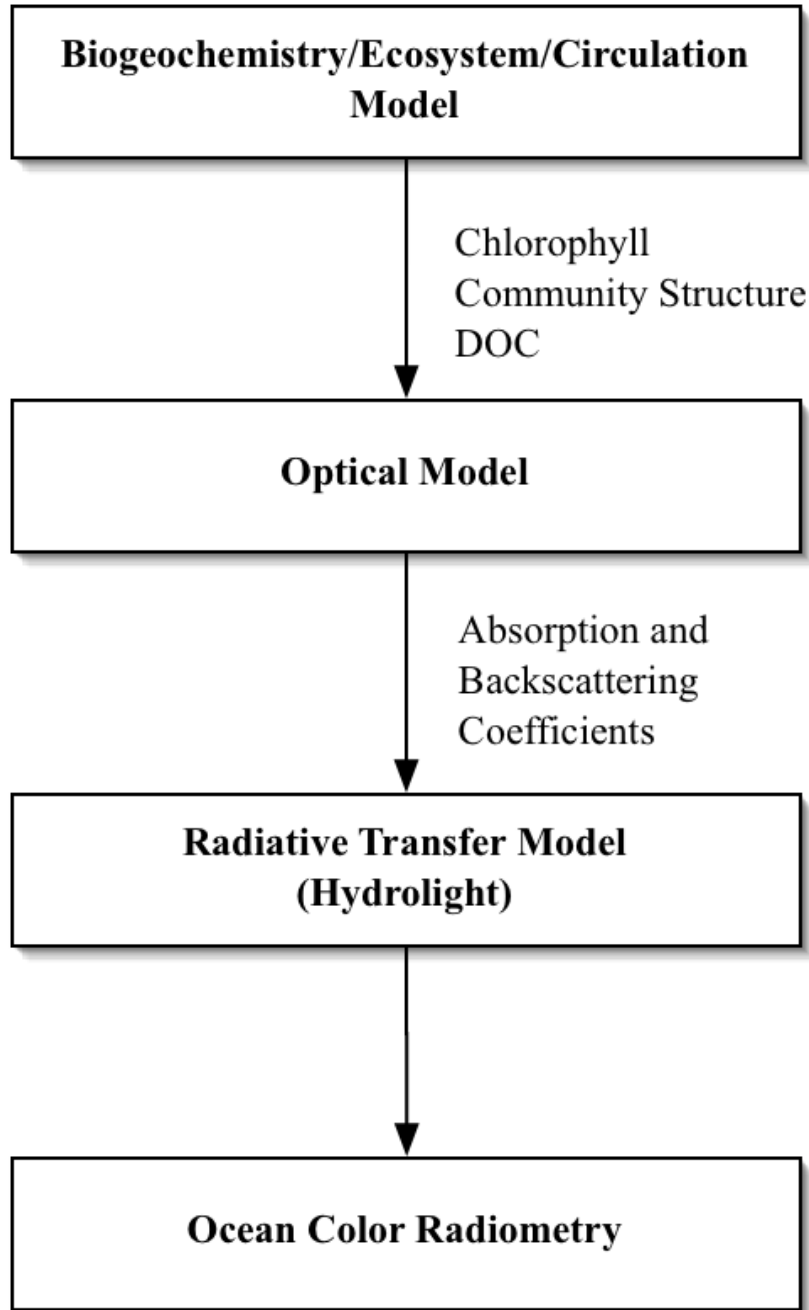 Biogeochemistry/Ecosystem/Circulation
Model
Chlorophyll
Community Structure
DOC
Optical Model
Absorption and
Backscattering
Coefficients
Radiative Transfer Model
(Hydrolight)
Ocean Color Radiometry